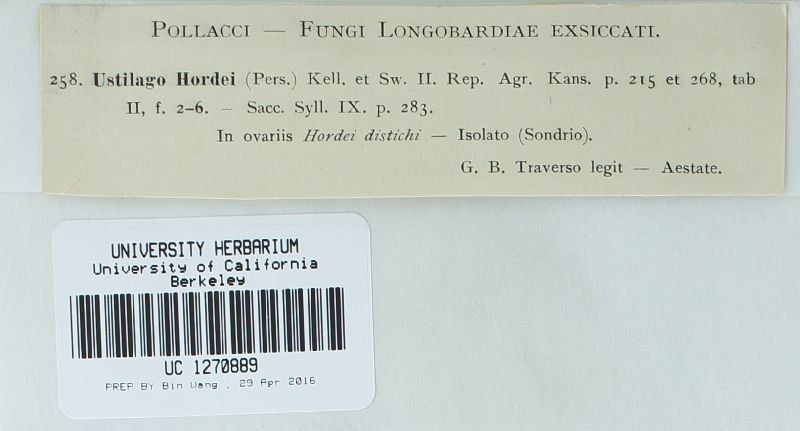 Pollacci — Fungi Longobardiae exsiccati.
258. Ustilago Hordei (Pers.) Kell. et Sw. II. Rep. Agr. Kans. p. 215 et 268, tab
II, f. 2-6. — Sacc. Syll. IX. p. 283.
In ovariis Hordei distichi — Isolato (Sondrio).
G. B. Traverso legit — Aestate.
UNIVERSITY HERBARIUM
University of California
Berkeley
UC 1270889
PREP BY Bin Wang , 29 Apr 2016